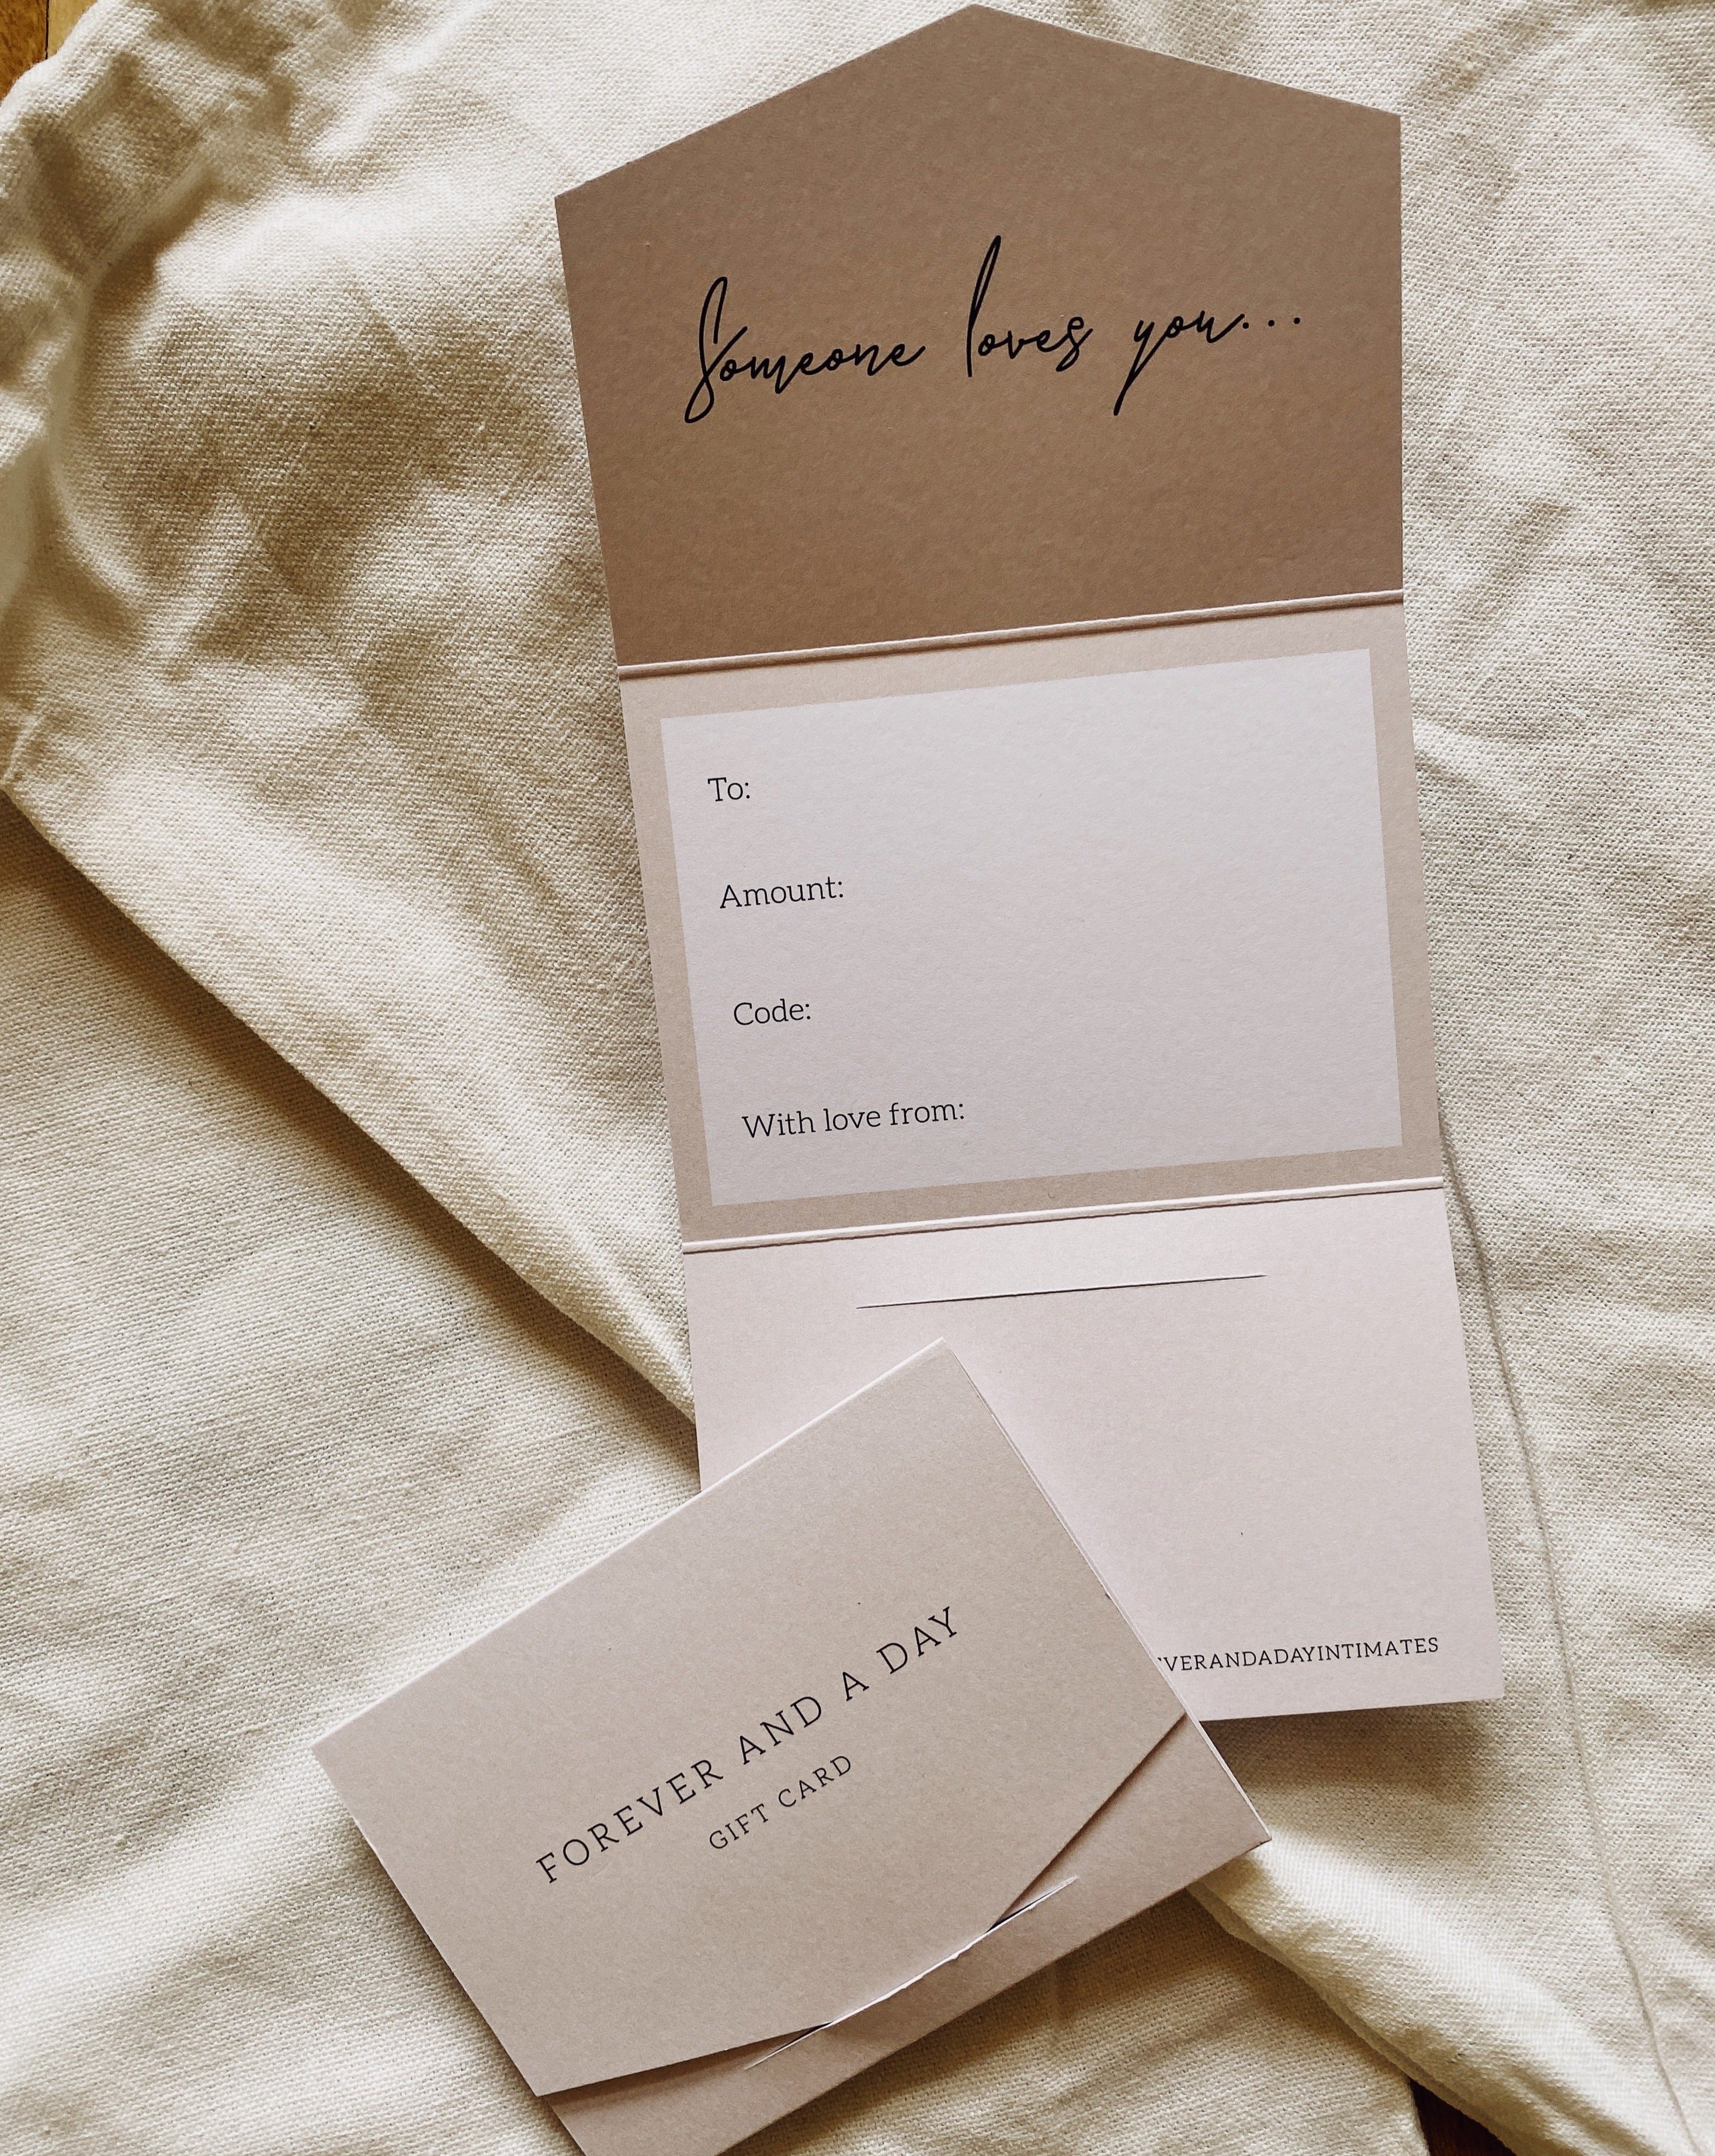 Someone loves you...
To:
Amount:
Code:
With love from:
VERANDADAYINTIMATES
FOREVER AND A DAY
GIFT CARD